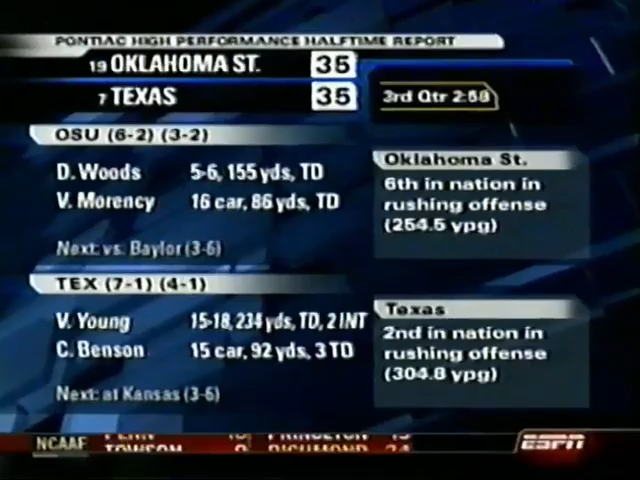 PONTIAC HIGH PERFORMANCE HALFTIME REPORT
19 OKLAHOMA ST. 35
7 TEXAS 35
3rd Qtr 2:58
OSU (6-2) (3-2)
D. Woods 5-6, 155 yds, TD
V. Morency 16 car, 86 yds, TD
Next: vs. Baylor (3-6)
Oklahoma St.
6th in nation in
rushing offense
(254.5 ypg)
TEX (7-1) (4-1)
V. Young 15-18, 234 yds, TD, 2 INT
C. Benson 15 car, 92 yds, 3 TD
Next: at Kansas (3-6)
Texas
2nd in nation in
rushing offense
(304.8 ypg)
NCAAF
PENN PRINCETON
TOWSON RICHMOND
ESPN